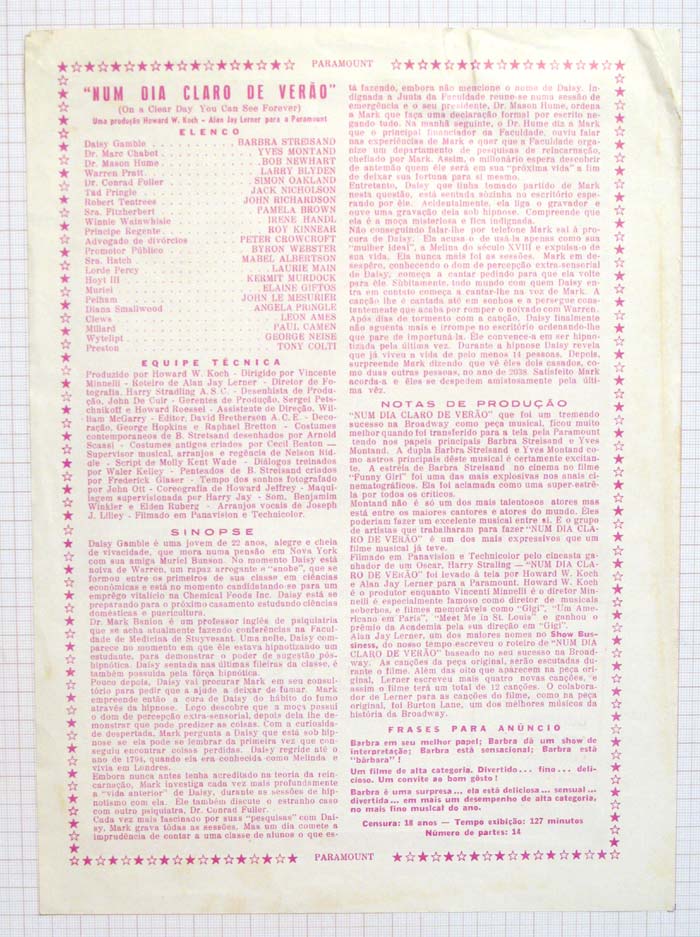 PARAMOUNT
"NUM DIA CLARO DE VERÃO"
(On a Clear Day You Can See Forever)
Uma produção Howard W. Koch - Alan Jay Lerner para a Paramount
ELENCO
Daisy Gamble BARBRA STREISAND
Dr. Marc Chabot YVES MONTAND
Dr. Mason Hume BOB NEWHART
Warren Pratt LARRY BLYDEN
Dr. Conrad Fuller SIMON OAKLAND
Tad Pringle JACK NICHOLSON
Robert Tentrees JOHN RICHARDSON
Sra. Fitzherbert PAMELA BROWN
Winnie Wainwhisle IRENE HANDL
Principe Regente ROY KINNEAR
Advogado de divórcios PETER CROWCROFT
Promotor Público BYRON WEBSTER
Sra. Hatch MABEL ALBERTSON
Lorde Percy LAURIE MAIN
Hoyt III KERMIT MURDOCK
Muriel ELAINE GIFTOS
Pelham JOHN LE MESURIER
Diana Smallwood ANGELA PRINGLE
Clews LEON AMES
Millard PAUL CAMEN
Wytelipt GEORGE NEISE
Preston TONY COLTI
EQUIPE TÉCNICA
Produzido por Howard W. Koch - Dirigido por Vincente
Minnelli - Roteiro de Alan Jay Lerner - Diretor de Fo-
tografia, Harry Stradling A.S.C. - Desenhista de Produ-
ção, John De Cuir - Gerentes de Produção, Sergei Pets-
chnikoff e Howard Roessel - Assistente de Direção, Wil-
liam McGarry - Editor, David Bretherson A.C.E. - Deco-
ração, George Hopkins e Raphael Bretton - Costumes
contemporaneos de B. Stretsand desenhados por Arnold
Scassi - Costumes antigos criados por Cecil Beaton —
Supervisor musical, arranjos e regência de Nelson Rid-
dle - Script de Molly Kent Wade - Diálogos treinados
por Waler Kelley - Penteados de B. Streisand criados
por Frederick Glaser - Tempo dos sonhos fotografado
por John Ott - Coreografia de Howard Jeffrey - Maqui-
lagem supervisionada por Harry Jay - Som, Benjamim
Winkler e Elden Ruberg - Arranjos vocais de Joseph
J. Lilley - Filmado em Panavision e Technicolor.
SINOPSE
Daisy Gamble é uma jovem de 22 anos, alegre e cheia
de vivacidade, que mora numa pensão em Nova York
com sua amiga Muriel Bunson. No momento Daisy está
noiva de Warren, um rapaz arrogante e "snobe", que se
formou entre os primeiros de sua classe em ciências
econômicas e está no momento candidatando-se para um
emprêgo vitalício na Chemical Foods Inc. Daisy está se
preparando para o próximo casamento estudando ciências
domésticas e puericultura.
Dr. Mark Banion é um professor inglês de psiquiatria
que se acha atualmente fazendo conferências na Facul-
dade de Medicina de Stuyvesant. Uma noite, Daisy com-
parece no momento em que êle estava hipnotizando um
estudante, para demonstrar o poder de sugestão pós-
hipnótica. Daisy sentada nas últimas fileiras da classe, é
também possuida pela fôrça hipnôtica.
Pouco depois, Daisy vai procurar Mark em seu consul-
tório para pedir que a ajude a deixar de fumar. Mark
empreende então a cura de Daisy do hábito do fumo
através da hipnose. Logo descobre que a moça possui
o dom de percepção extra-sensorial, depois dela lhe de-
monstrar que pode predizer as coisas. Com a curiosida-
de despertada, Mark pergunta a Daisy que está sob hip-
nose se ela pode se lembrar da primeira vez que con-
seguiu encontrar coisas perdidas. Daisy regride até o
ano de 1794, quando ela era conhecida como Melinda e
vivia em Londres.
Embora nunca antes tenha acreditado na teoria da rein-
carnação, Mark investiga cada vez mais profundamente
a "vida anterior" de Daisy, durante as sessões de hip-
notismo com ela. Êle também discute o estranho caso
com outro psiquiatra, Dr. Conrad Fuller.
Cada vez mais fascinado por suas "pesquisas" com Dai-
sy, Mark grava tôdas as sessões. Mas um dia comete a
imprudência de contar a uma classe de alunos o que es-
tá fazendo, embora não mencione o nome de Daisy. In-
dignada a Junta da Faculdade reune-se numa sessão de
emergência e o seu presidente, Dr. Mason Hume, ordena
a Mark que faça uma declaração formal por escrito ne-
gando tudo. Na manhã seguinte, o Dr. Hume diz a Mark
que o principal financiador da Faculdade, ouviu falar
nas experiências de Mark e quer que a Faculdade orga-
nize um departamento de pesquisas de reincarnação,
chefiado por Mark. Assim, o milionário espera descobrir
de antemão quem êle será em sua "próxima vida" a fim
de deixar sua fortuna para si mesmo.
Entretanto, Daisy que tinha tomado partido de Mark
nesta questão, está sentada sòzinha no escritório espe-
rando por êle. Acidentalmente, ela liga o gravador e
ouve uma gravação dela sob hipnose. Compreende que
ela é a moça misteriosa e fica indignada.
Não conseguindo falar-lhe por telefone Mark sai à pro-
cura de Daisy. Ela acusa-o de usá-la apenas como sua
"mulher ideal", a Melina do século XVIII e expulsa-o de
sua vida. Ela nunca mais foi as sessões. Mark em de-
sespêro, conhecendo o dom de percepção extra-sensorial
de Daisy, começa a cantar pedindo para que ela volte
para êle. Sùbitamente, todo mundo com quem Daisy en-
tra em contato começa a cantar-lhe na voz de Mark. A
canção lhe é cantada até em sonhos e a persegue cons-
tantemente que acaba por romper o noivado com Warren.
Após dias de tormento com a canção, Daisy finalmente
não aguenta mais e irrompe no escritório ordenando-lhe
que pare de importuná-la. Êle convence-a em ser hipno-
tizada pela última vez. Durante a hipnose Daisy revela
que já viveu a vida de pelo menos 14 pessoas. Depois,
surpreende Mark dizendo que vê êles dois casados, co-
mo duas outras pessoas, no ano de 2038. Satisfeito Mark
acorda-a e êles se despedem amistosamente pela últi-
ma vêz.
NOTAS DE PRODUÇÃO
"NUM DIA CLARO DE VERÃO" que foi um tremendo
sucesso na Broadway como peça musical, ficou muito
melhor quando foi transferido para a tela pela Paramount
tendo nos papéis principais Barbra Streisand e Yves
Montand. A dupla Barbra Streisand e Yves Montand co-
mo astros principais dêste musical é certamente excitan-
te. A estréia de Barbra Streisand no cinema no filme
"Funny Girl" foi uma das mais explosivas nos anais ci-
nematográficos. Ela foi aclamada como uma super-estrê-
la por todos os críticos.
Montand não é só um dos mais talentosos atores mas
está entre os maiores cantores e atores do mundo. Êles
poderiam fazer um excelente musical entre si. E o grupo
de artistas que trabalharam para fazer "NUM DIA CLA-
RO DE VERÃO" é um dos mais expressivos que um
filme musical já teve.
Filmado em Panavision e Technicolor pelo cineasta ga-
nhador de um Oscar, Harry Straling — "NUM DIA CLA-
RO DE VERÃO" foi levado à tela por Howard W. Koch
e Alan Jay Lerner para a Paramount. Howard W. Koch
é o produtor enquanto Vincenti Minnelli é o diretor Min-
nelli é especialmente famoso como diretor de musicais
soberbos, e filmes memoráveis como "Gigi", "Um Ame-
ricano em Paris", "Meet Me in St. Louis" e ganhou o
prêmio da Academia pela sua direção em "Gigi".
Alan Jay Lerner, um dos maiores nomes no Show Bus-
iness, do nosso tempo escreveu o roteiro de "NUM DIA
CLARO DE VERÃO" baseado no seu sucesso na Broad-
way. As canções da peça original, serão escutadas du-
rante o filme. Além das oito que aparecem na peça ori-
ginal, Lerner escreveu mais quatro novas canções, e
assim o filme terá um total de 12 canções. O colabora-
dor de Lerner para as canções do filme, como na peça
original, foi Burton Lane, um dos melhores músicos da
história da Broadway.
FRASES PARA ANÚNCIO
Barbra em seu melhor papel; Barbra dá um show de
interpretação; Barbra está sensacional; Barbra está
"bárbara" !
Um filme de alta categoria. Divertido... fino... deli-
cioso. Um convite ao bom gôsto !
Barbra é uma surpresa... ela está deliciosa... sensual...
divertida... em mais um desempenho de alta categoria,
no mais fino musical do ano.
Censura: 18 anos — Tempo exibição: 127 minutos
Número de partes: 14
PARAMOUNT